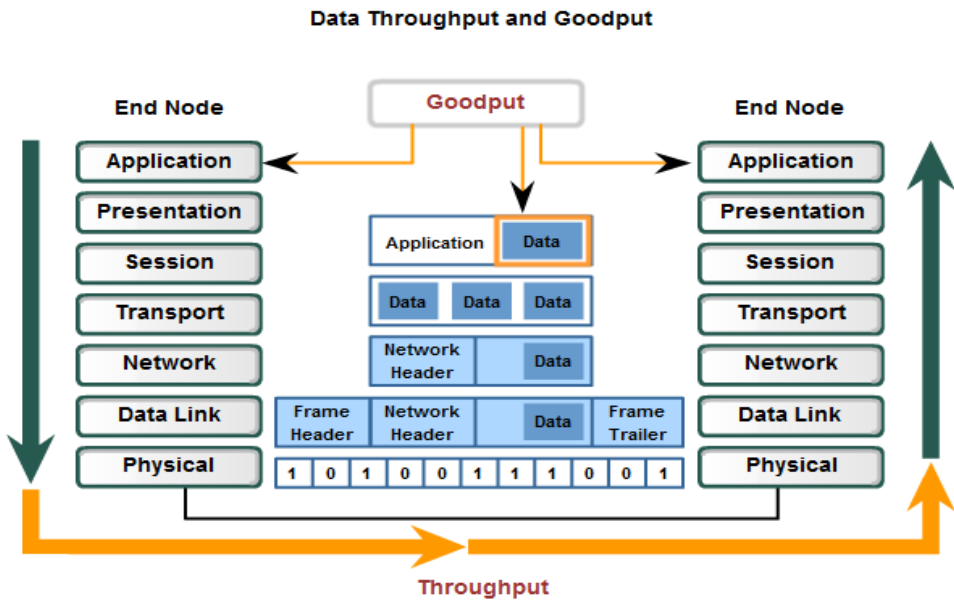 Data Throughput and Goodput
Goodput
End Node
End Node
Application
Application
Presentation
Presentation
Application Data
Session
Session
Data Data Data
Transport
Transport
Network Header Data
Network
Network
Frame Header Network Header Data Frame Trailer
Data Link
Data Link
Physical
1 0 1 0 0 1 1 1 0 0 1
Physical
Throughput